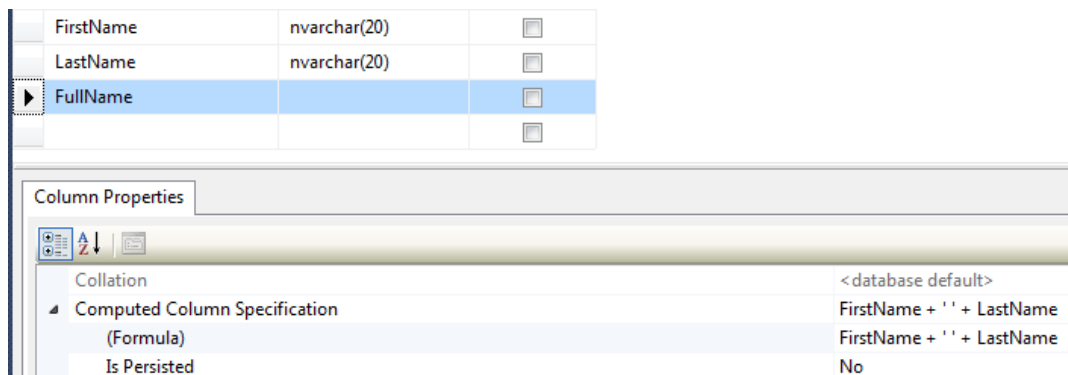 FirstName nvarchar(20)
LastName nvarchar(20)
FullName
Column Properties
A Z
Collation <database default>
Computed Column Specification FirstName + ' ' + LastName
(Formula) FirstName + ' ' + LastName
Is Persisted No